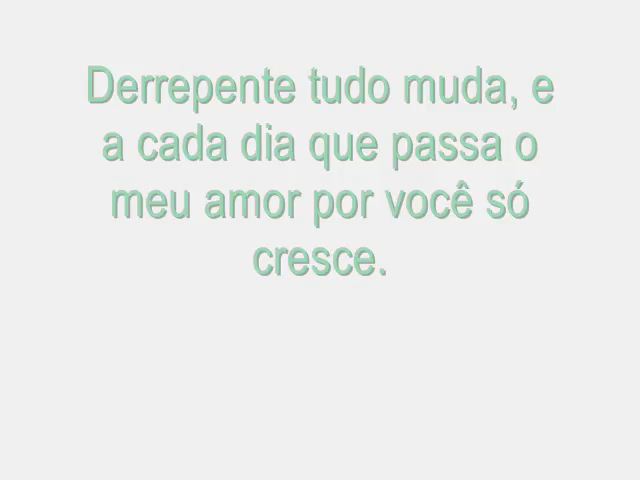 Derrepente tudo muda, e
a cada dia que passa o
meu amor por você só
cresce.